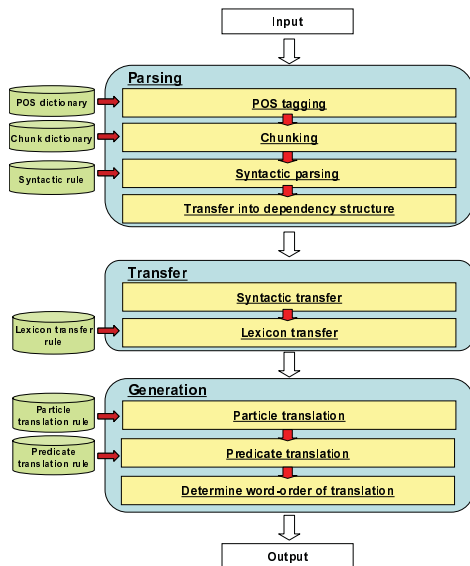 Input
Parsing
POS dictionary
POS tagging
Chunk dictionary
Chunking
Syntactic rule
Syntactic parsing
Transfer into dependency structure
Transfer
Syntactic transfer
Lexicon transfer
rule
Lexicon transfer
Generation
Particle
translation rule
Particle translation
Predicate
translation rule
Predicate translation
Determine word-order of translation
Output